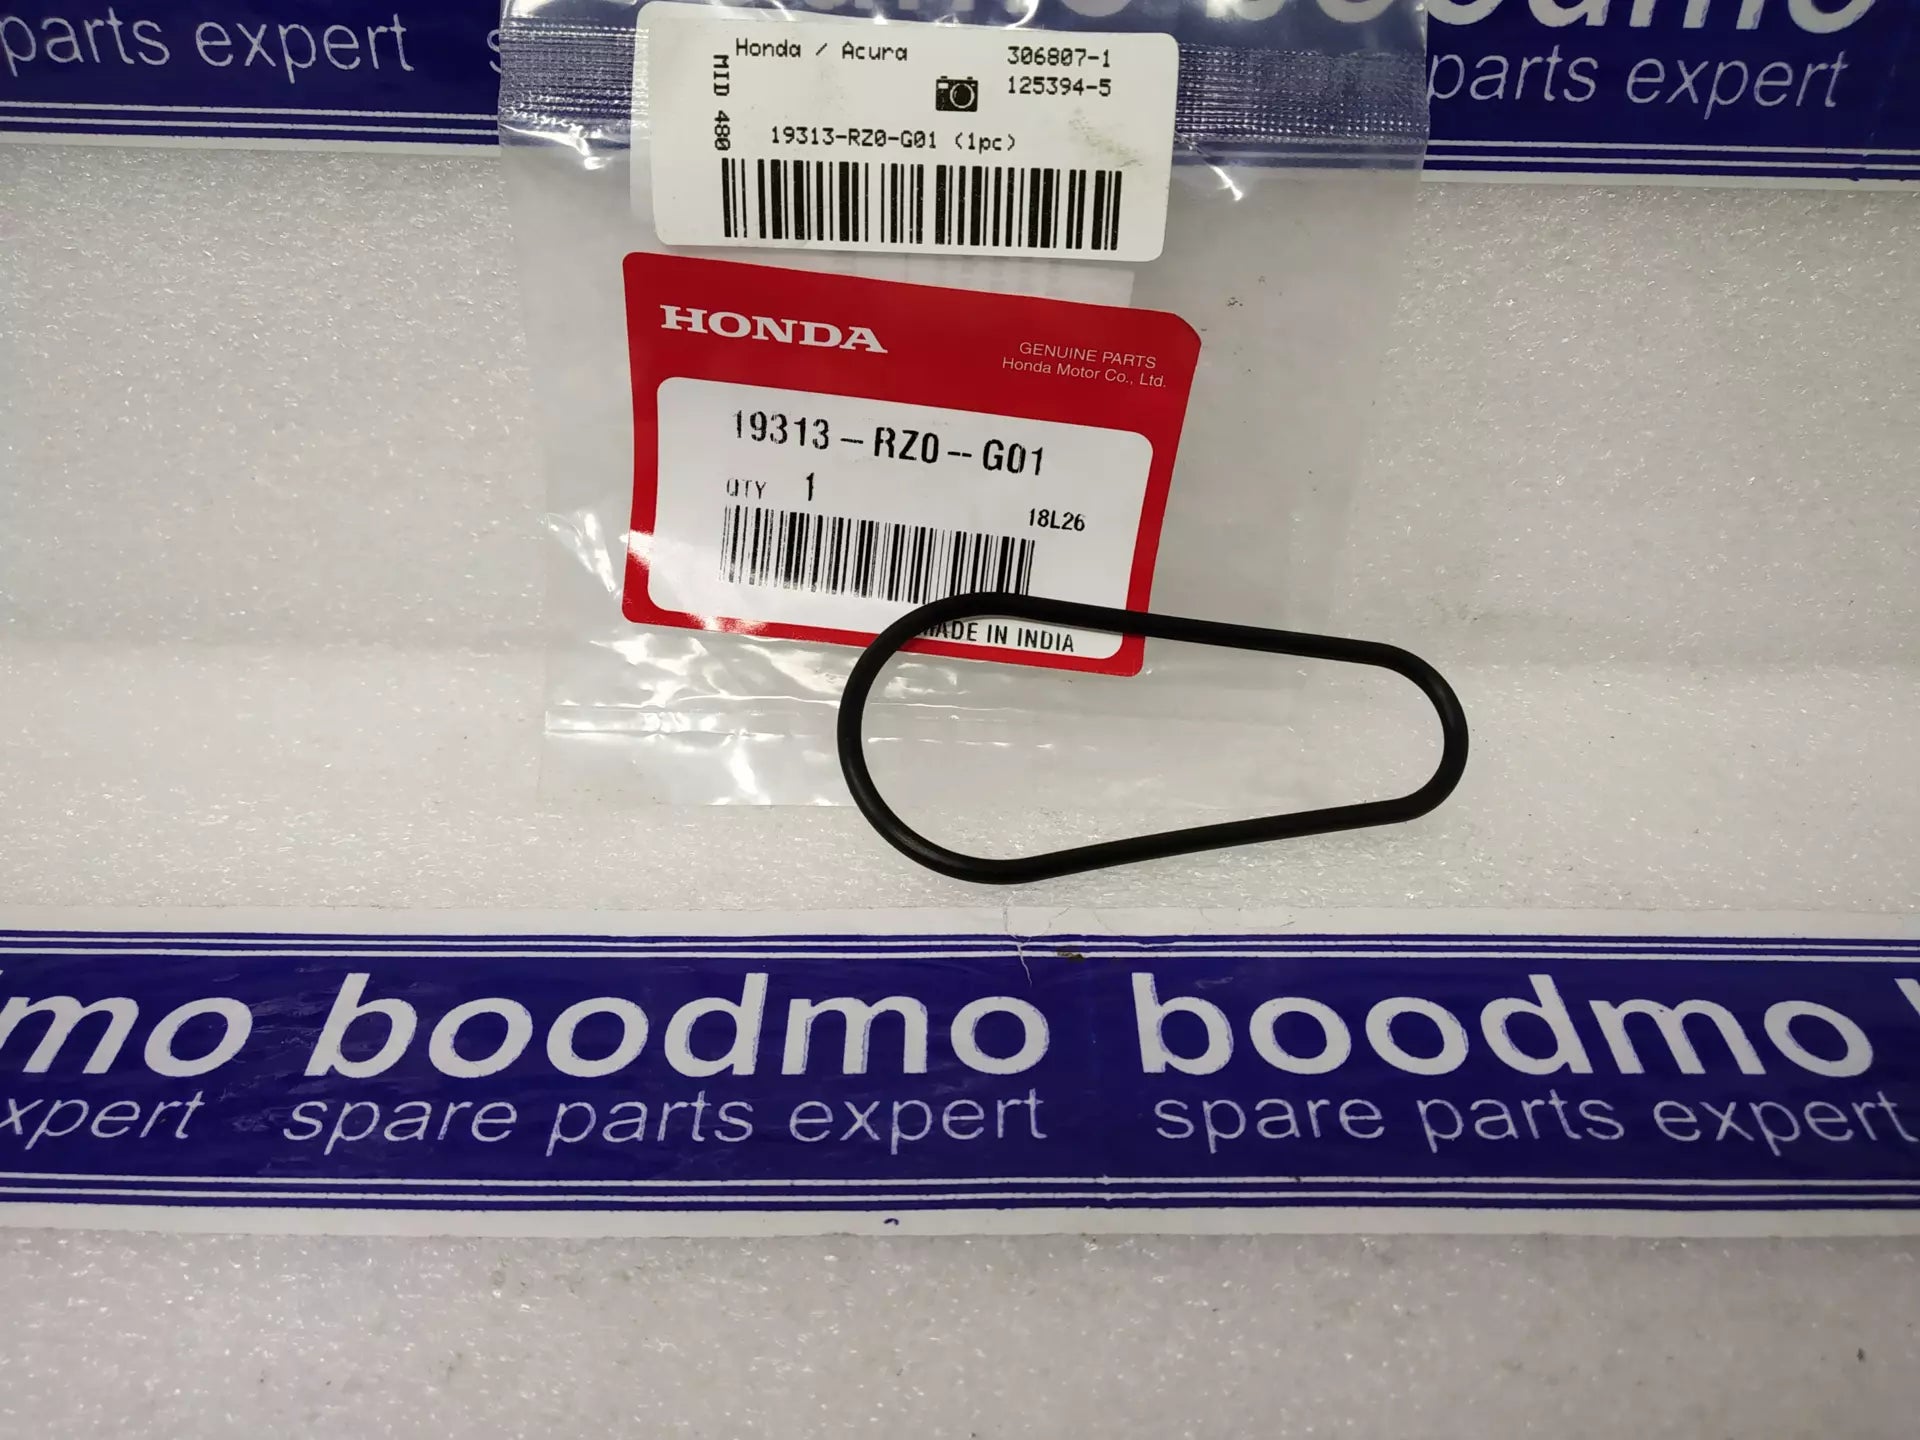 boodmo
parts expert
parts expert
Honda / Acura 306807-1
125394-5
MID 480
19313-RZ0-G01 (1pc)
HONDA
GENUINE PARTS
Honda Motor Co., Ltd.
19313-RZ0--G01
QTY 1
18L26
MADE IN INDIA
mo boodmo boodmo
xpert spare parts expert spare parts expert